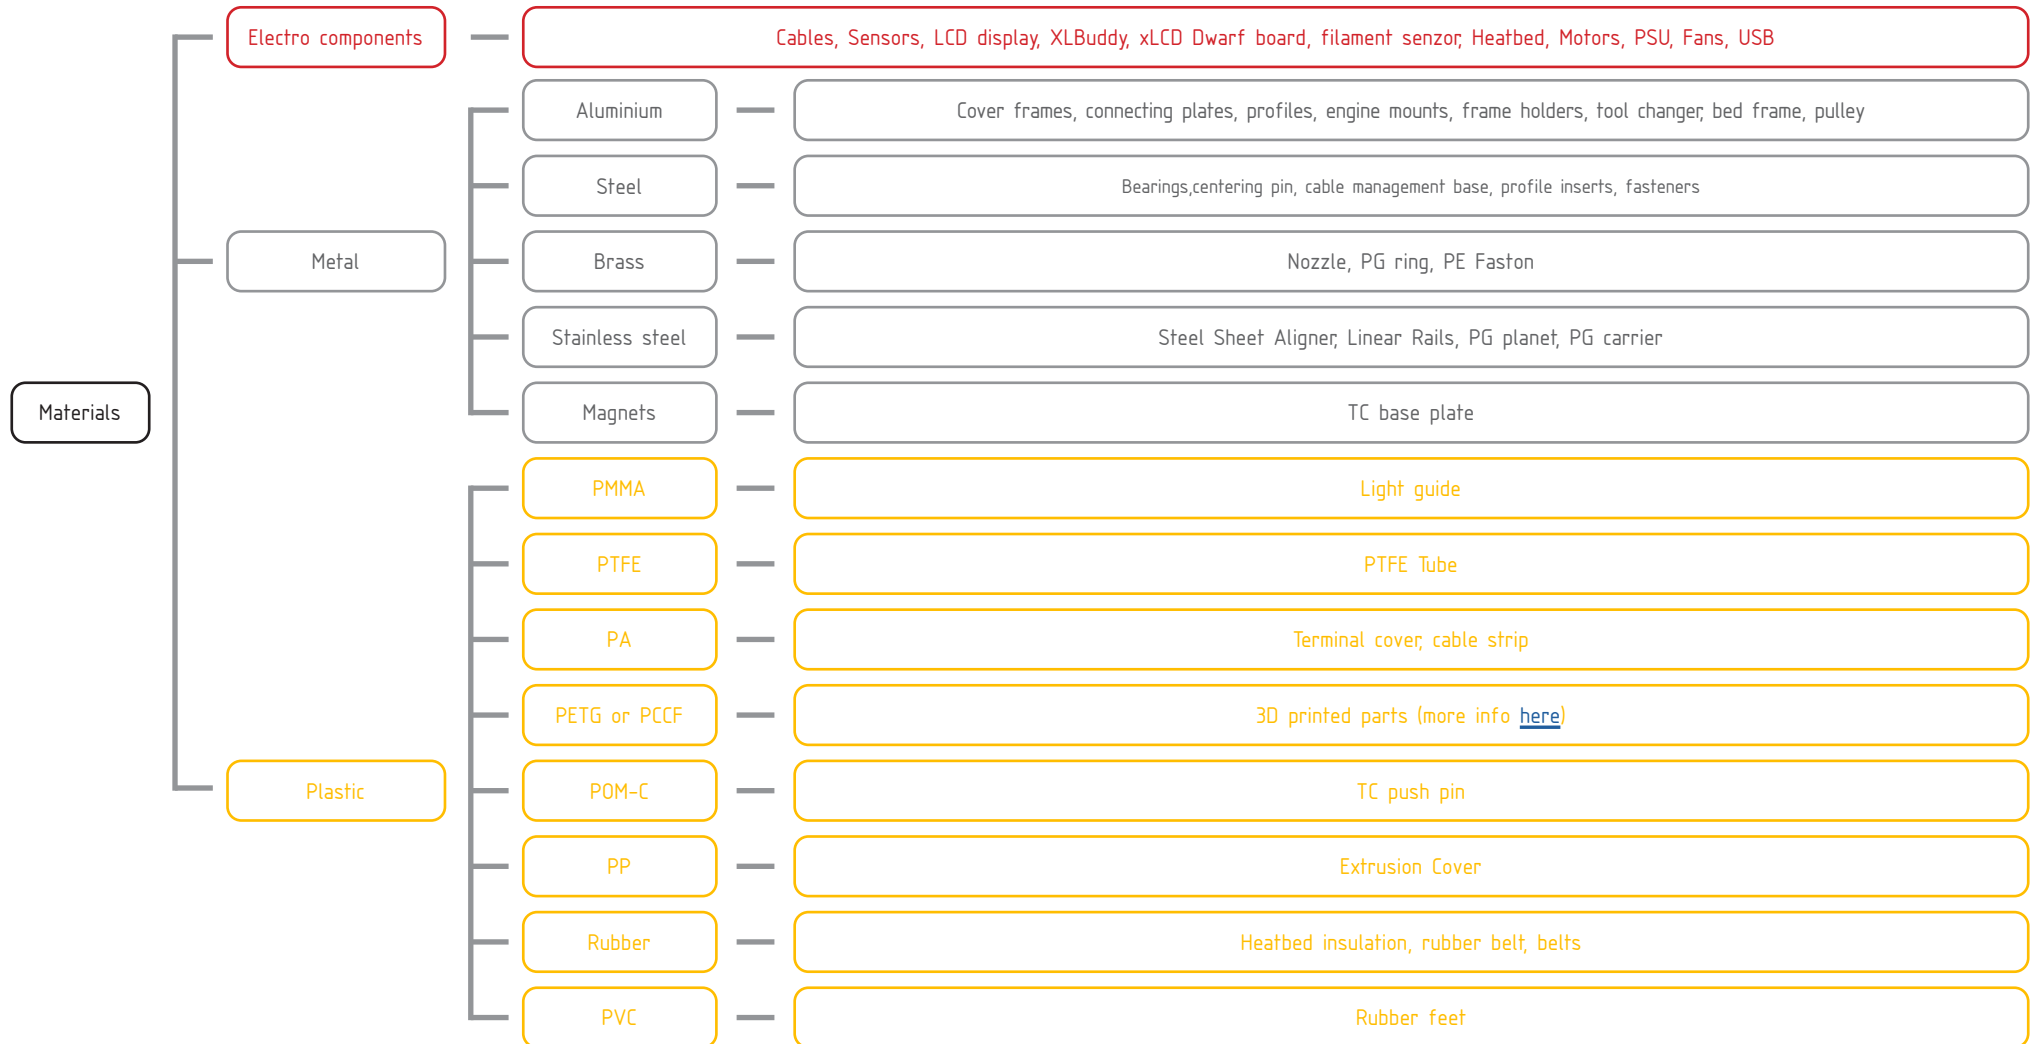 Electro components
Cables, Sensors, LCD display, XLBuddy, xLCD Dwarf board, filament senzor, Heatbed, Motors, PSU, Fans, USB
Aluminium
Cover frames, connecting plates, profiles, engine mounts, frame holders, tool changer, bed frame, pulley
Steel
Bearings,centering pin, cable management base, profile inserts, fasteners
Metal
Brass
Nozzle, PG ring, PE Faston
Stainless steel
Steel Sheet Aligner, Linear Rails, PG planet, PG carrier
Materials
Magnets
TC base plate
PMMA
Light guide
PTFE
PTFE Tube
PA
Terminal cover, cable strip
PETG or PCCF
3D printed parts (more info here)
Plastic
POM-C
TC push pin
PP
Extrusion Cover
Rubber
Heatbed insulation, rubber belt, belts
PVC
Rubber feet